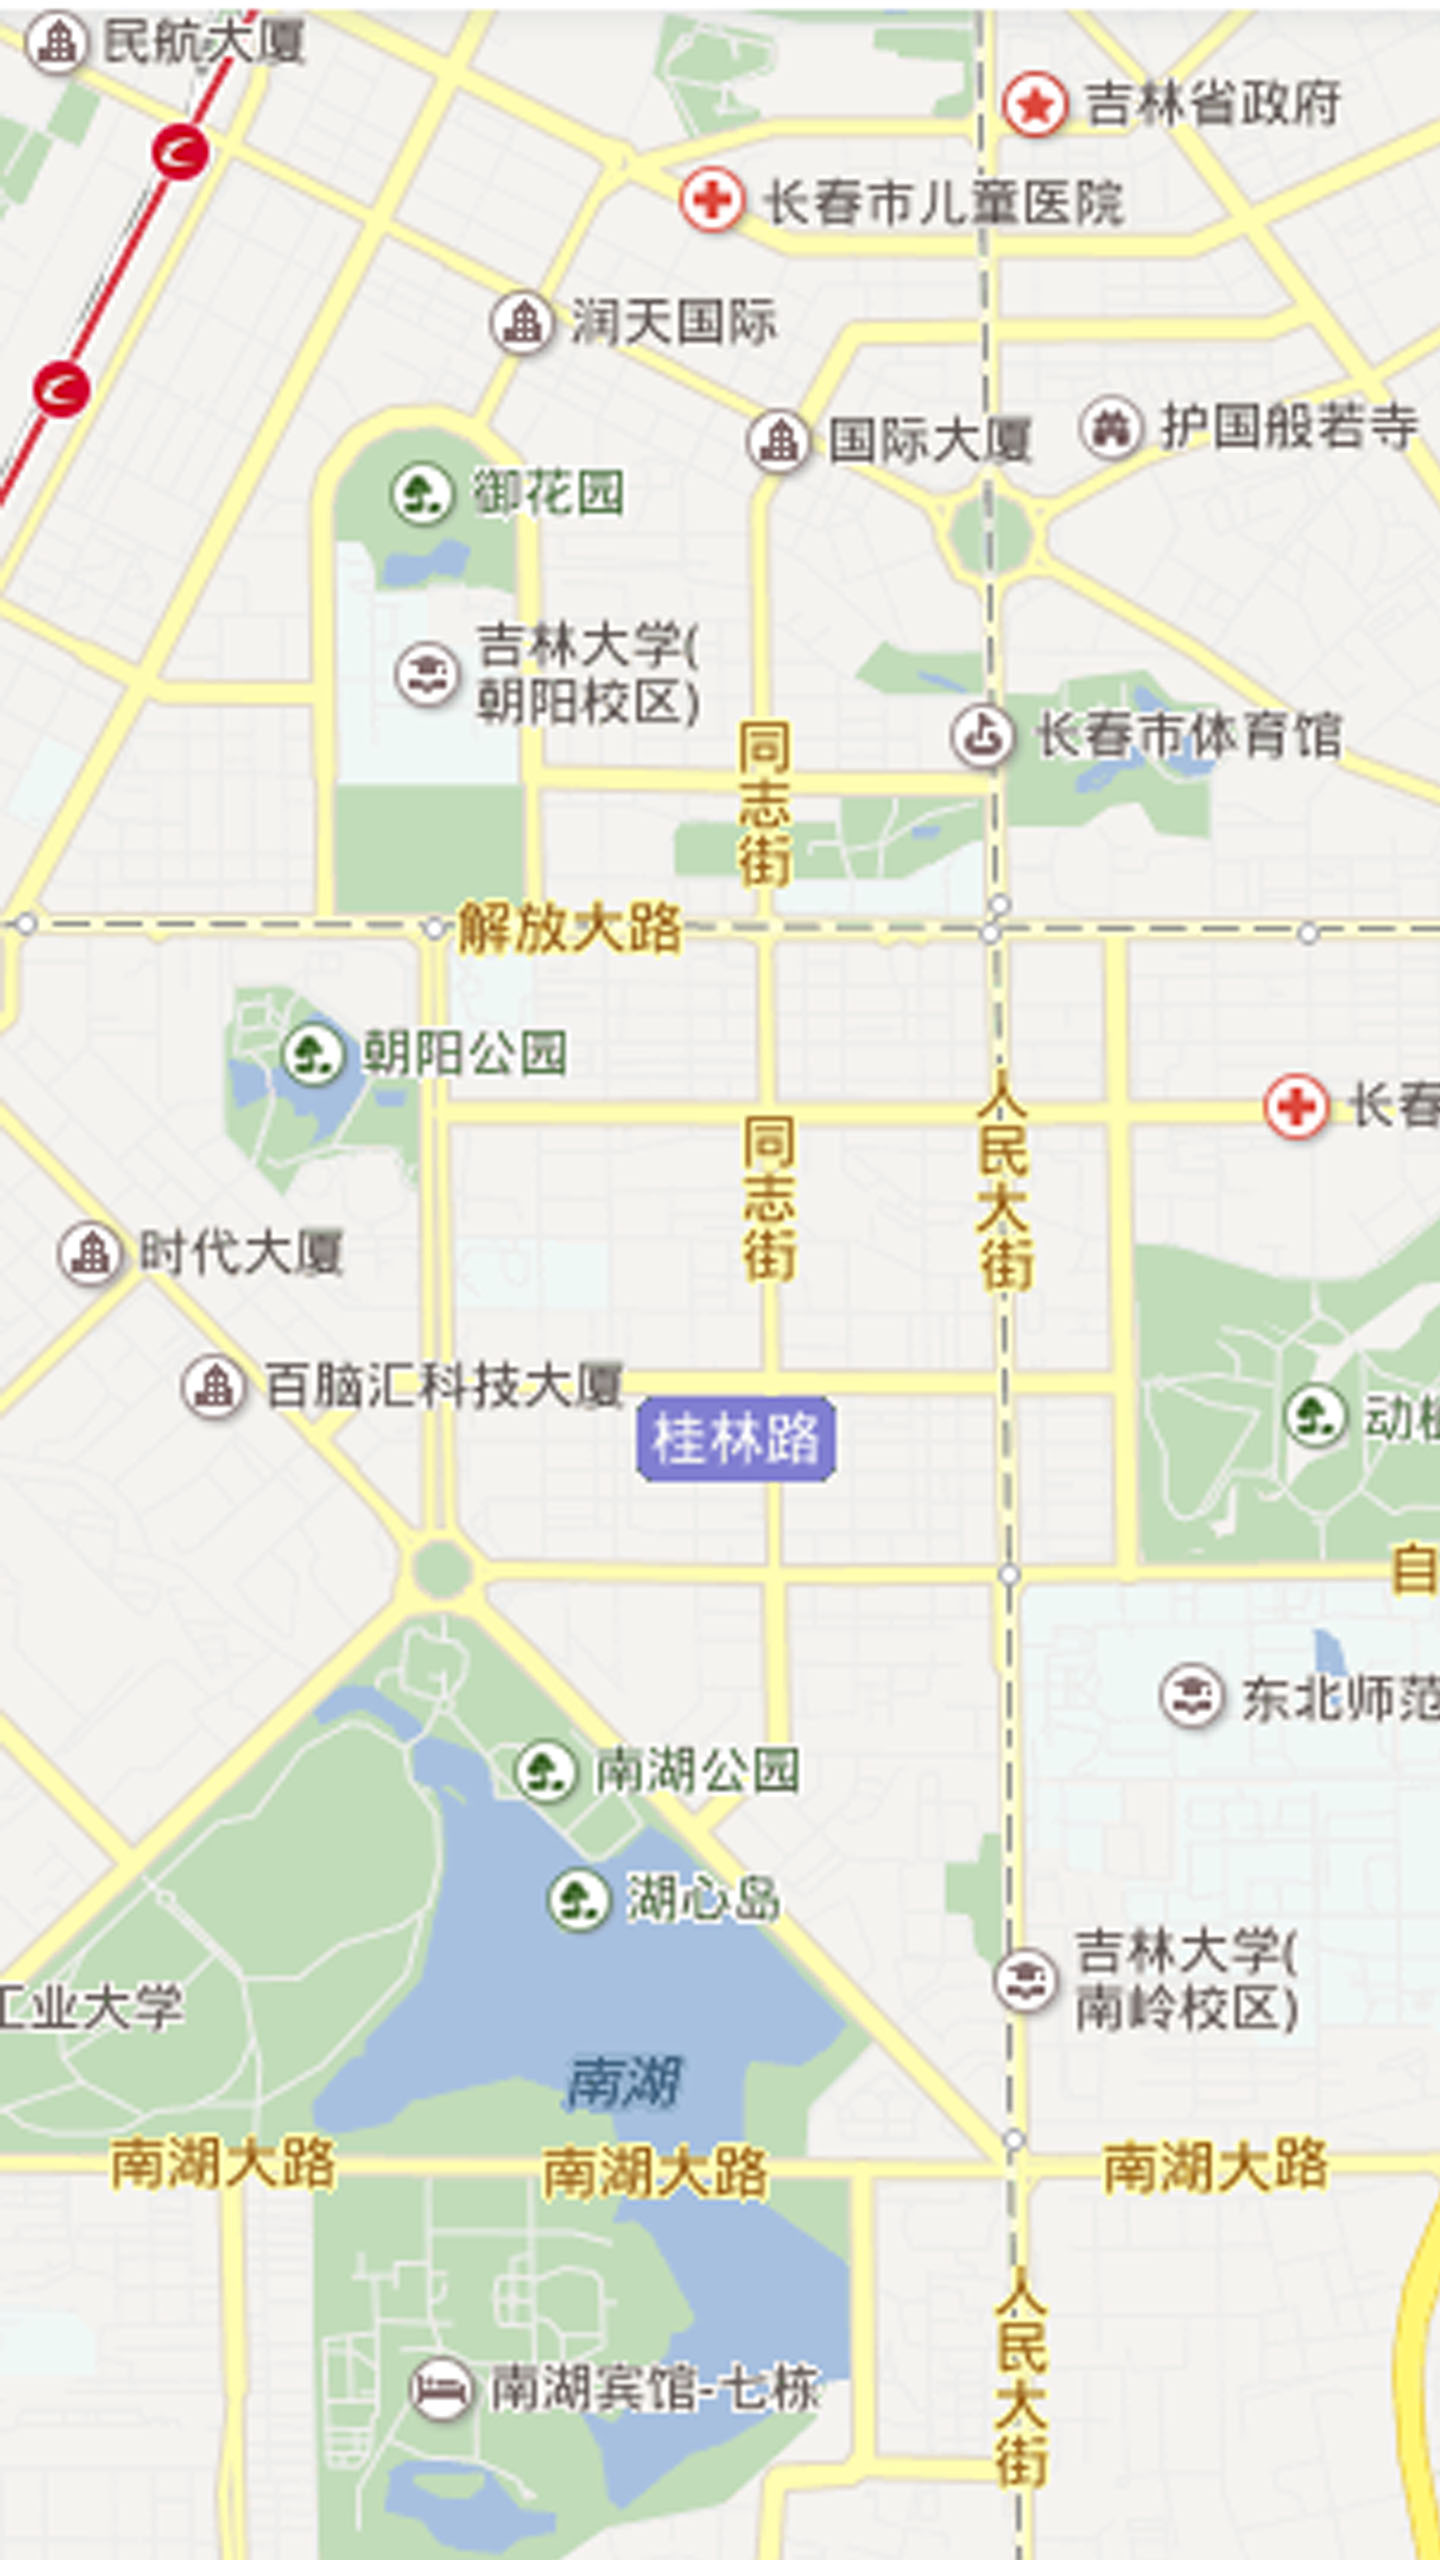 民航大厦
吉林省政府
长春市儿童医院
润天国际
国际大厦
护国般若寺
御花园
吉林大学(
朝阳校区)
同志街
长春市体育馆
解放大路
朝阳公园
长春
同志街
人民大街
时代大厦
百脑汇科技大厦
桂林路
动植
自
东北师范
南湖公园
湖心岛
吉林大学(
南岭校区)
工业大学
南湖
南湖大路
南湖大路
南湖大路
人民大街
南湖宾馆-七栋